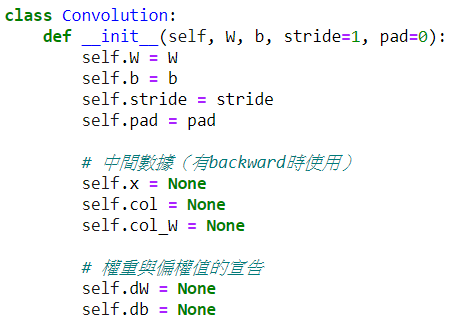 class Convolution:
    def __init__(self, W, b, stride=1, pad=0):
        self.W = W
        self.b = b
        self.stride = stride
        self.pad = pad

        # 中間數據（有backward時使用）
        self.x = None
        self.col = None
        self.col_W = None

        # 權重與偏權值的宣告
        self.dW = None
        self.db = None